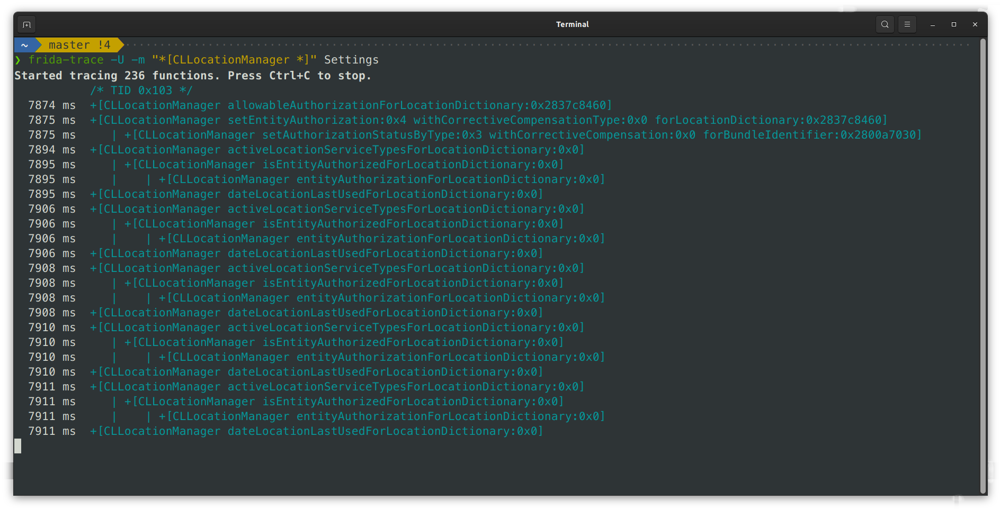 Terminal
~ master !4
❯ frida-trace -U -m "*[CLLocationManager *]" Settings
Started tracing 236 functions. Press Ctrl+C to stop.
           /* TID 0x103 */
  7874 ms  +[CLLocationManager allowableAuthorizationForLocationDictionary:0x2837c8460]
  7875 ms  +[CLLocationManager setEntityAuthorization:0x4 withCorrectiveCompensationType:0x0 forLocationDictionary:0x2837c8460]
  7875 ms     | +[CLLocationManager setAuthorizationStatusByType:0x3 withCorrectiveCompensation:0x0 forBundleIdentifier:0x2800a7030]
  7894 ms  +[CLLocationManager activeLocationServiceTypesForLocationDictionary:0x0]
  7895 ms     | +[CLLocationManager isEntityAuthorizedForLocationDictionary:0x0]
  7895 ms     |    | +[CLLocationManager entityAuthorizationForLocationDictionary:0x0]
  7895 ms  +[CLLocationManager dateLocationLastUsedForLocationDictionary:0x0]
  7906 ms  +[CLLocationManager activeLocationServiceTypesForLocationDictionary:0x0]
  7906 ms     | +[CLLocationManager isEntityAuthorizedForLocationDictionary:0x0]
  7906 ms     |    | +[CLLocationManager entityAuthorizationForLocationDictionary:0x0]
  7906 ms  +[CLLocationManager dateLocationLastUsedForLocationDictionary:0x0]
  7908 ms  +[CLLocationManager activeLocationServiceTypesForLocationDictionary:0x0]
  7908 ms     | +[CLLocationManager isEntityAuthorizedForLocationDictionary:0x0]
  7908 ms     |    | +[CLLocationManager entityAuthorizationForLocationDictionary:0x0]
  7908 ms  +[CLLocationManager dateLocationLastUsedForLocationDictionary:0x0]
  7910 ms  +[CLLocationManager activeLocationServiceTypesForLocationDictionary:0x0]
  7910 ms     | +[CLLocationManager isEntityAuthorizedForLocationDictionary:0x0]
  7910 ms     |    | +[CLLocationManager entityAuthorizationForLocationDictionary:0x0]
  7910 ms  +[CLLocationManager dateLocationLastUsedForLocationDictionary:0x0]
  7911 ms  +[CLLocationManager activeLocationServiceTypesForLocationDictionary:0x0]
  7911 ms     | +[CLLocationManager isEntityAuthorizedForLocationDictionary:0x0]
  7911 ms     |    | +[CLLocationManager entityAuthorizationForLocationDictionary:0x0]
  7911 ms  +[CLLocationManager dateLocationLastUsedForLocationDictionary:0x0]